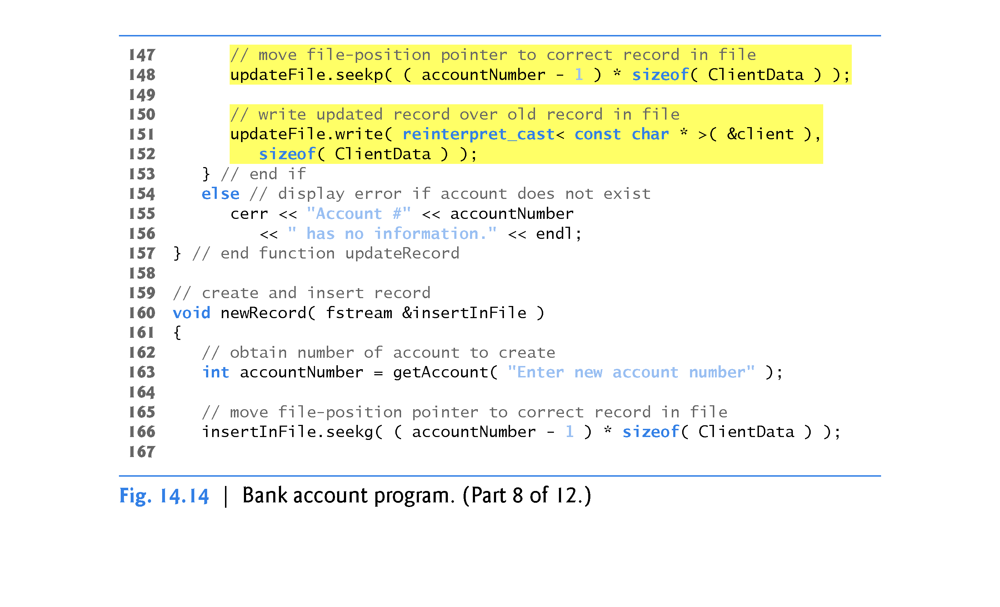 147 // move file-position pointer to correct record in file
148 updateFile.seekp( ( accountNumber - 1 ) * sizeof( ClientData ) );
149
150 // write updated record over old record in file
151 updateFile.write( reinterpret_cast< const char * >( &client ),
152 sizeof( ClientData ) );
153 } // end if
154 else // display error if account does not exist
155 cerr << "Account #" << accountNumber
156 << " has no information." << endl;
157 } // end function updateRecord
158
159 // create and insert record
160 void newRecord( fstream &insertInFile )
161 {
162 // obtain number of account to create
163 int accountNumber = getAccount( "Enter new account number" );
164
165 // move file-position pointer to correct record in file
166 insertInFile.seekg( ( accountNumber - 1 ) * sizeof( ClientData ) );
167
Fig. 14.14 | Bank account program. (Part 8 of 12.)